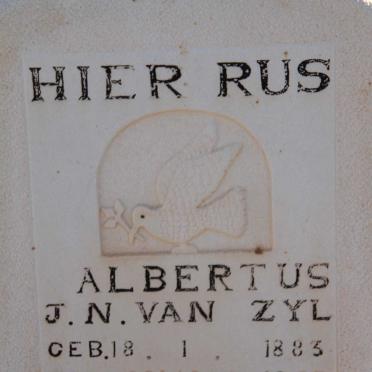 HIER RUS
ALBERTUS
J.N. VAN ZYL
GEB. 18. 1. 1883